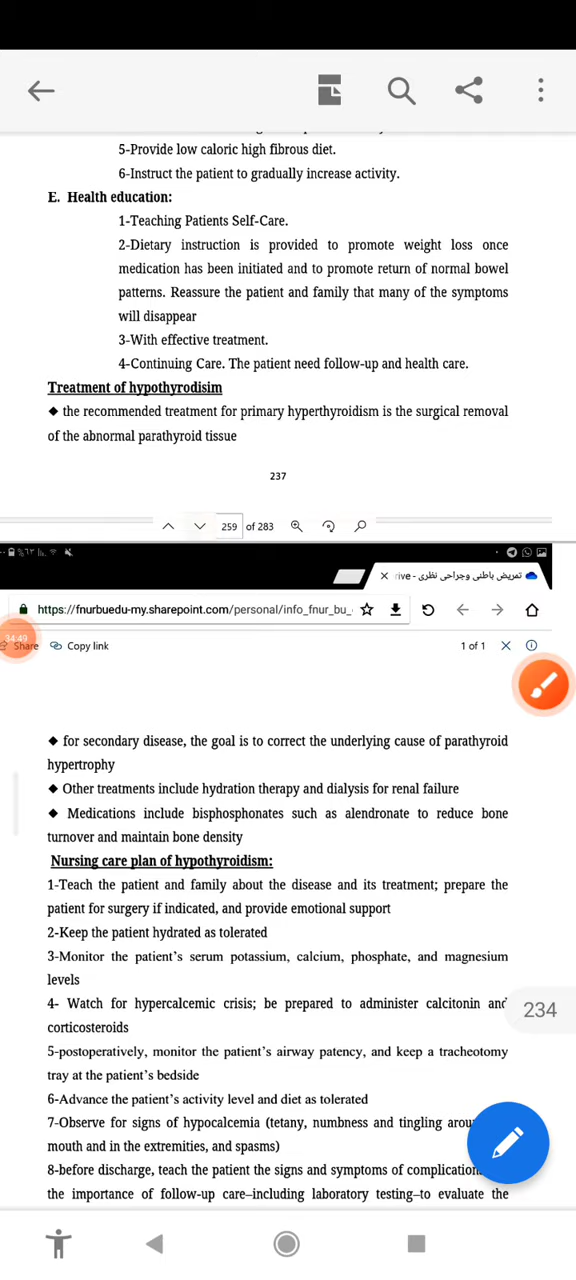 5-Provide low caloric high fibrous diet.
6-Instruct the patient to gradually increase activity.
E. Health education:
1-Teaching Patients Self-Care.
2-Dietary instruction is provided to promote weight loss once
medication has been initiated and to promote return of normal bowel
patterns. Reassure the patient and family that many of the symptoms
will disappear
3-With effective treatment.
4-Continuing Care. The patient need follow-up and health care.
Treatment of hypothyrodisim
◆ the recommended treatment for primary hyperthyroidism is the surgical removal
of the abnormal parathyroid tissue
237
259 of 283
تمريض باطني وجراحي نظري - rive
https://fnurbuedu-my.sharepoint.com/personal/info_fnur_bu_
34:49
Share Copy link 1 of 1
◆ for secondary disease, the goal is to correct the underlying cause of parathyroid
hypertrophy
◆ Other treatments include hydration therapy and dialysis for renal failure
◆ Medications include bisphosphonates such as alendronate to reduce bone
turnover and maintain bone density
Nursing care plan of hypothyroidism:
1-Teach the patient and family about the disease and its treatment; prepare the
patient for surgery if indicated, and provide emotional support
2-Keep the patient hydrated as tolerated
3-Monitor the patient's serum potassium, calcium, phosphate, and magnesium
levels
4- Watch for hypercalcemic crisis; be prepared to administer calcitonin and
corticosteroids
234
5-postoperatively, monitor the patient's airway patency, and keep a tracheotomy
tray at the patient's bedside
6-Advance the patient's activity level and diet as tolerated
7-Observe for signs of hypocalcemia (tetany, numbness and tingling arou
mouth and in the extremities, and spasms)
8-before discharge, teach the patient the signs and symptoms of complication
the importance of follow-up care–including laboratory testing–to evaluate the